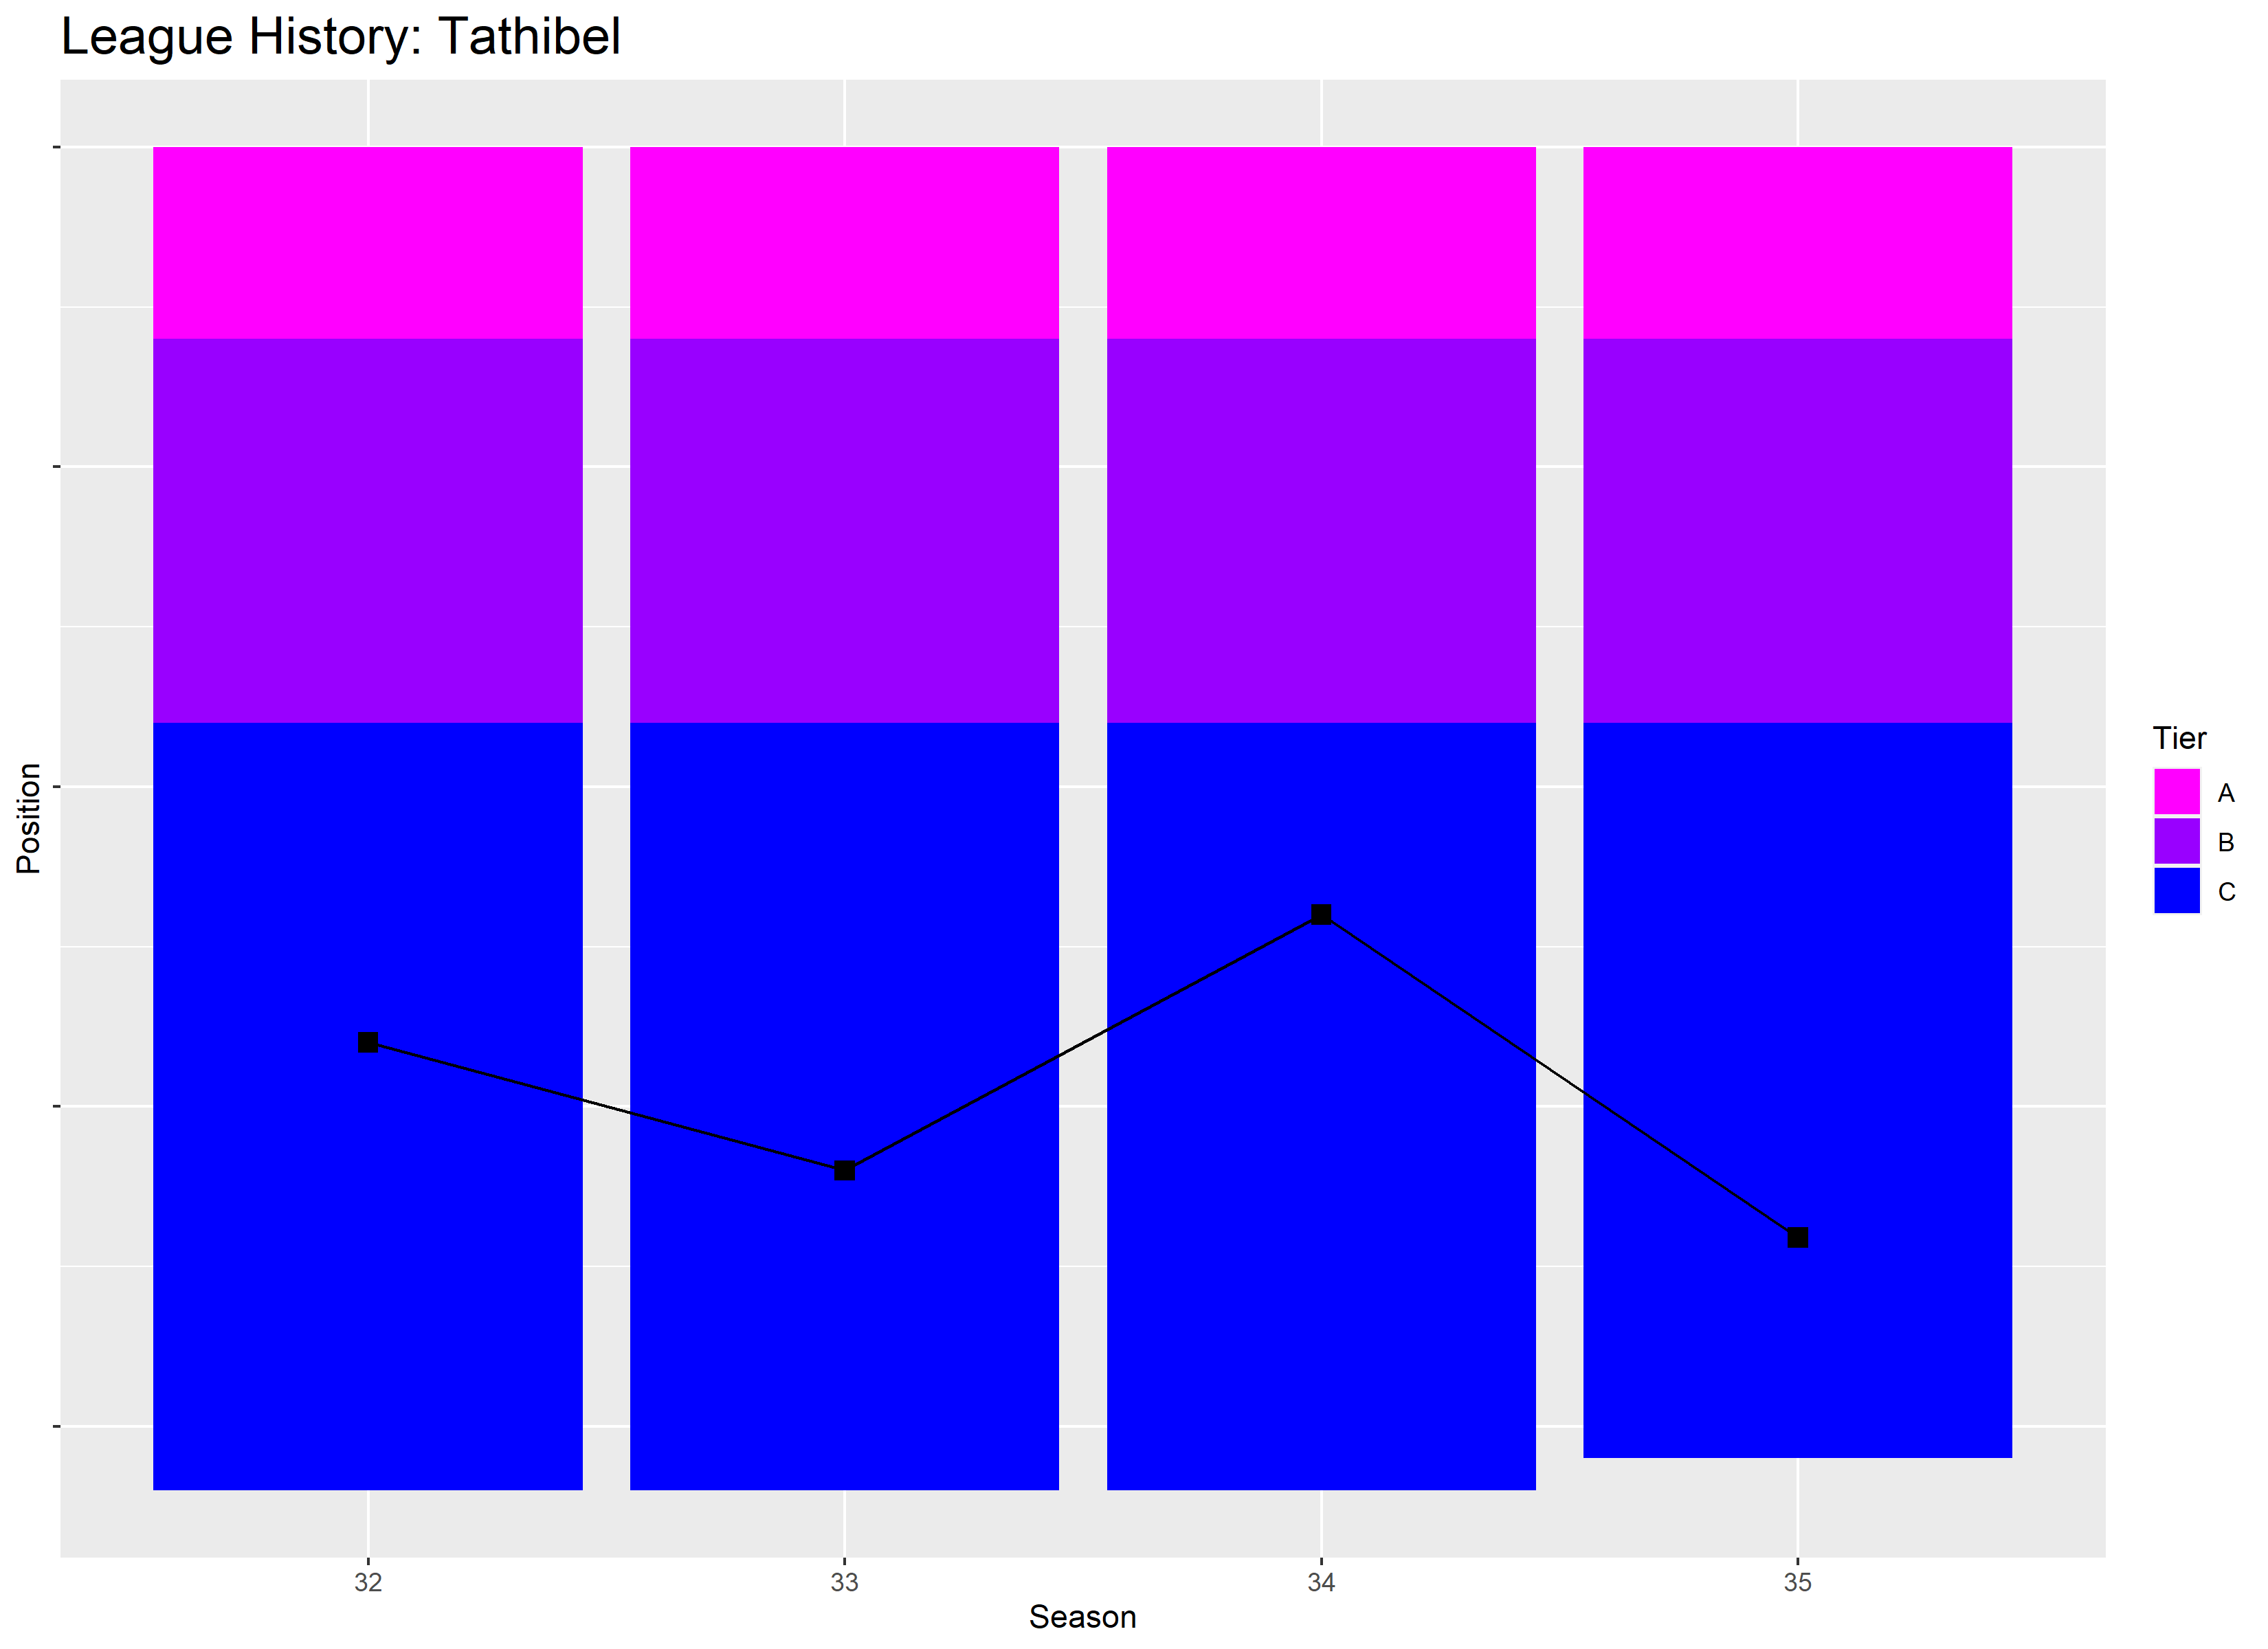 League History: Tathibel
Position
Tier
A
B
C
32
33
34
35
Season